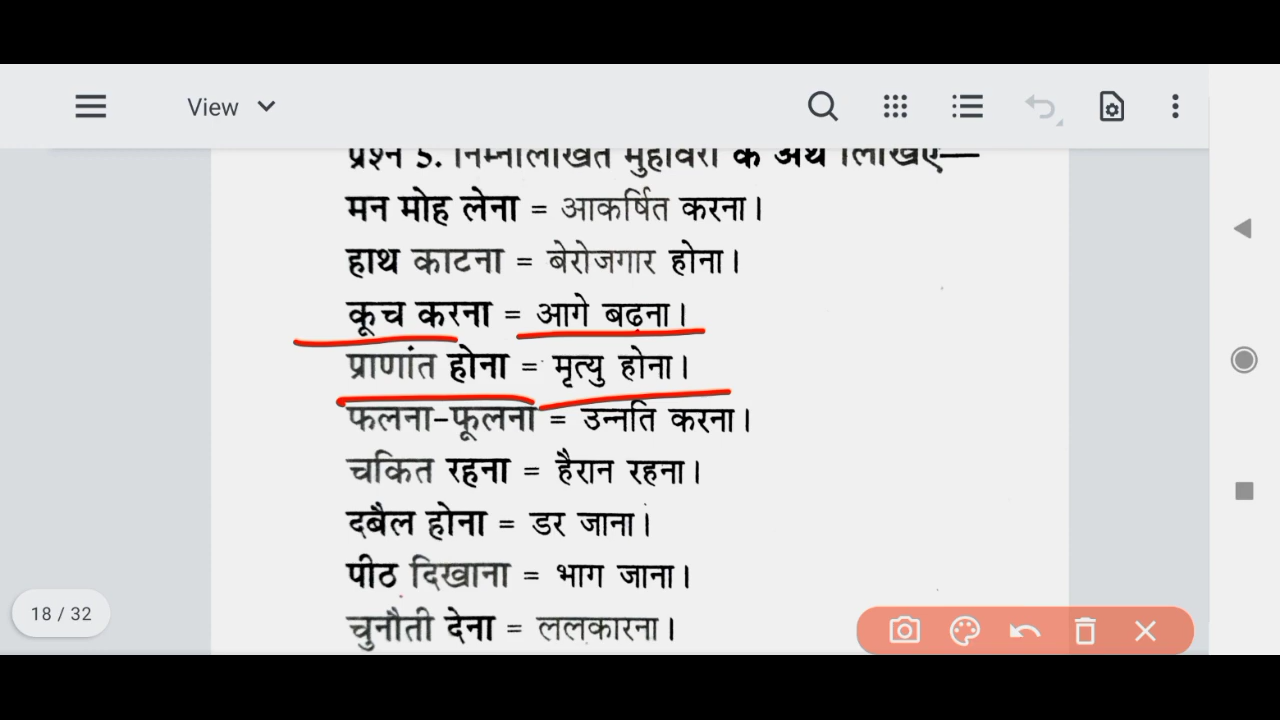 View
प्रश्न 5. निम्नलिखित मुहावरों के अर्थ लिखिए—
मन मोह लेना = आकर्षित करना।
हाथ काटना = बेरोजगार होना।
कूच करना = आगे बढ़ना।
प्राणांत होना = मृत्यु होना।
फलना-फूलना = उन्नति करना।
चकित रहना = हैरान रहना।
दबैल होना = डर जाना।
पीठ दिखाना = भाग जाना।
चुनौती देना = ललकारना।
18 / 32